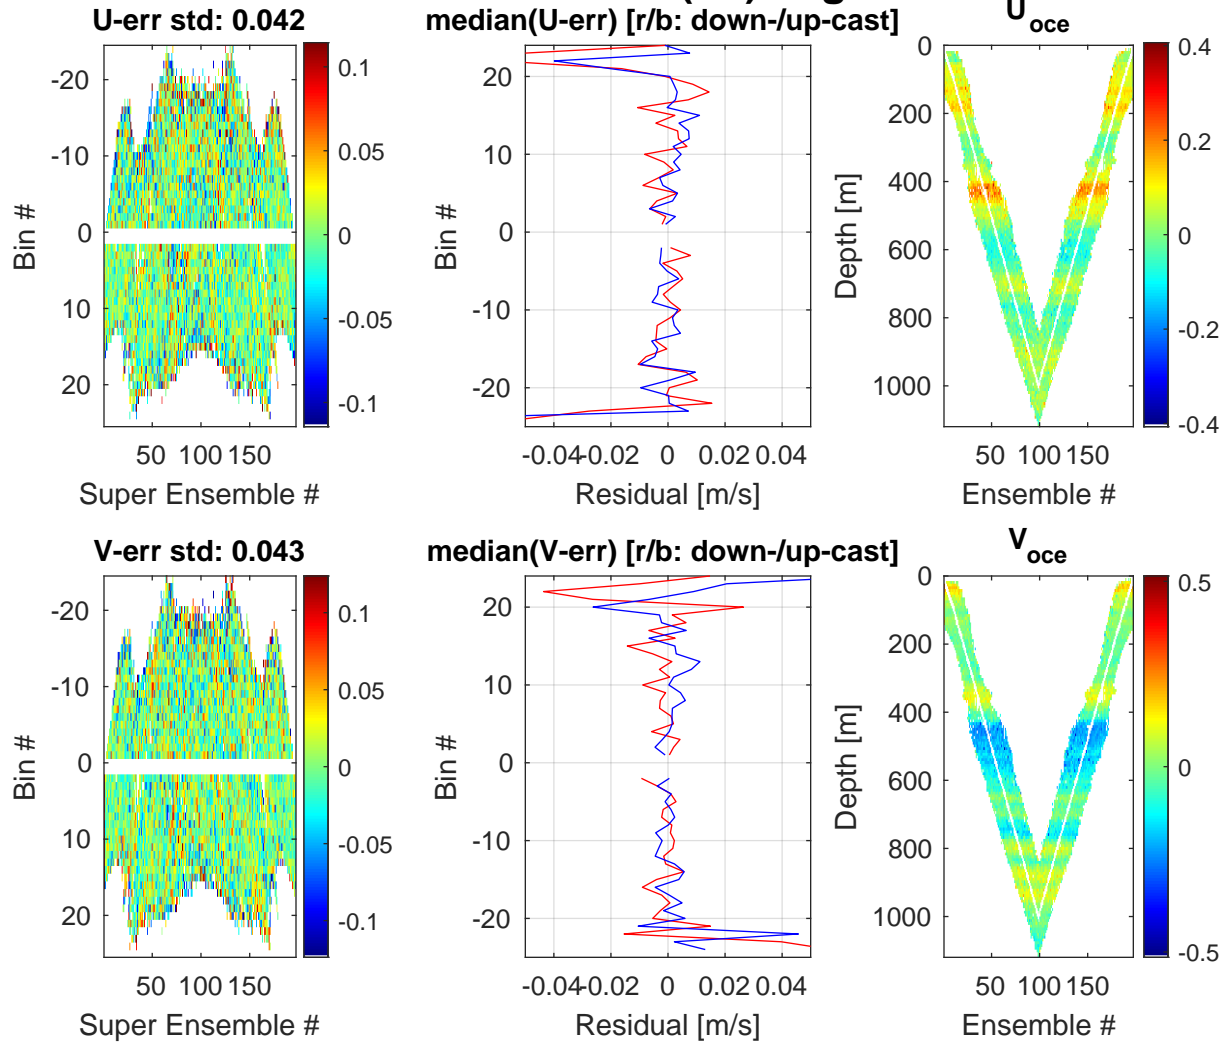 U-err std: 0.042
median(U-err) [r/b: down-/up-cast]
U oce
-20
-10
0
10
20
Bin #
50 100 150
Super Ensemble #
0.1
0.05
0
-0.05
-0.1
20
10
0
-10
-20
Bin #
-0.04 -0.02 0 0.02 0.04
Residual [m/s]
0
200
400
600
800
1000
Depth [m]
50 100 150
Ensemble #
0.4
0.2
0
-0.2
-0.4
V-err std: 0.043
median(V-err) [r/b: down-/up-cast]
V oce
-20
-10
0
10
20
Bin #
50 100 150
Super Ensemble #
0.1
0.05
0
-0.05
-0.1
20
10
0
-10
-20
Bin #
-0.04 -0.02 0 0.02 0.04
Residual [m/s]
0
200
400
600
800
1000
Depth [m]
50 100 150
Ensemble #
0.5
0
-0.5